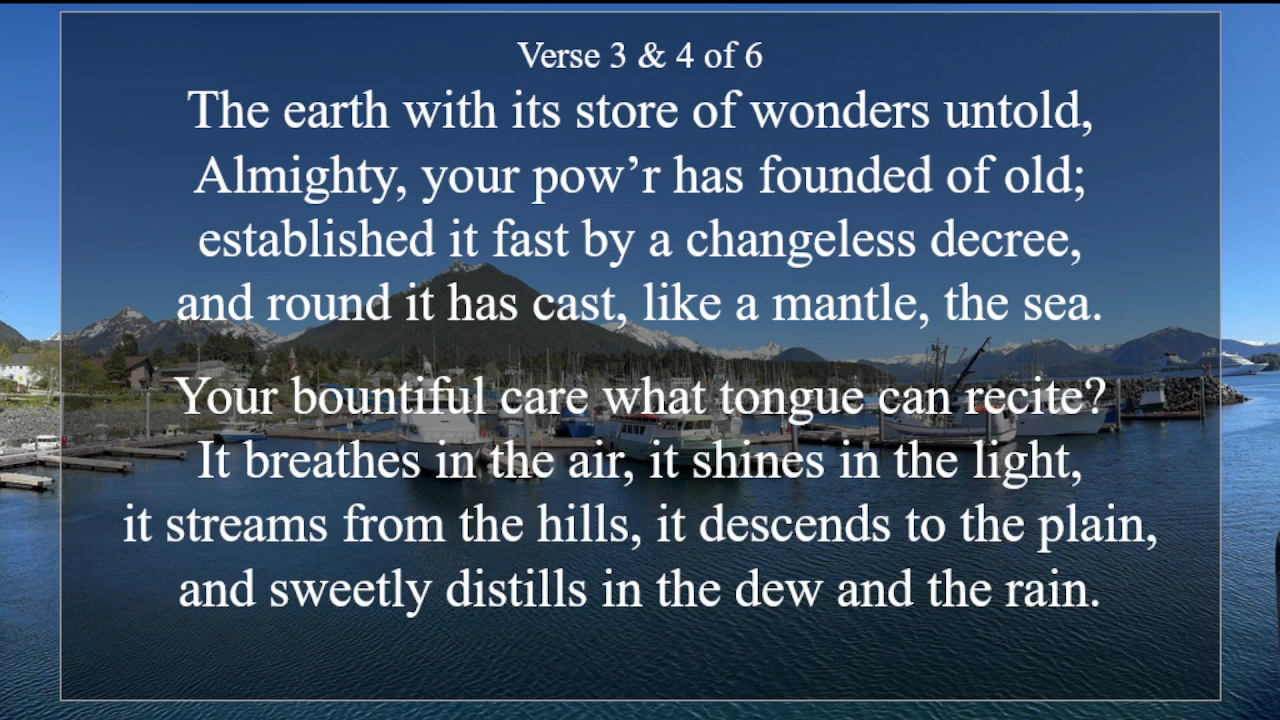 Verse 3 & 4 of 6
The earth with its store of wonders untold,
Almighty, your pow’r has founded of old;
established it fast by a changeless decree,
and round it has cast, like a mantle, the sea.
Your bountiful care what tongue can recite?
It breathes in the air, it shines in the light,
it streams from the hills, it descends to the plain,
and sweetly distills in the dew and the rain.